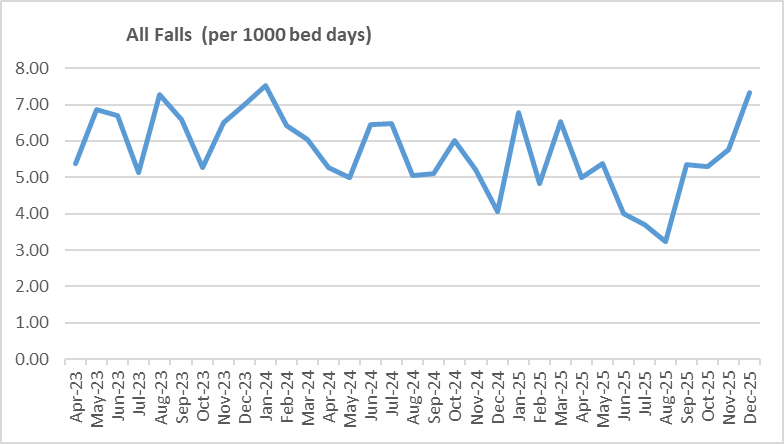 All Falls  (per 1000 bed days)
8.00
7.00
6.00
5.00
4.00
3.00
2.00
1.00
0.00
Apr-23
May-23
Jun-23
Jul-23
Aug-23
Sep-23
Oct-23
Nov-23
Dec-23
Jan-24
Feb-24
Mar-24
Apr-24
May-24
Jun-24
Jul-24
Aug-24
Sep-24
Oct-24
Nov-24
Dec-24
Jan-25
Feb-25
Mar-25
Apr-25
May-25
Jun-25
Jul-25
Aug-25
Sep-25
Oct-25
Nov-25
Dec-25